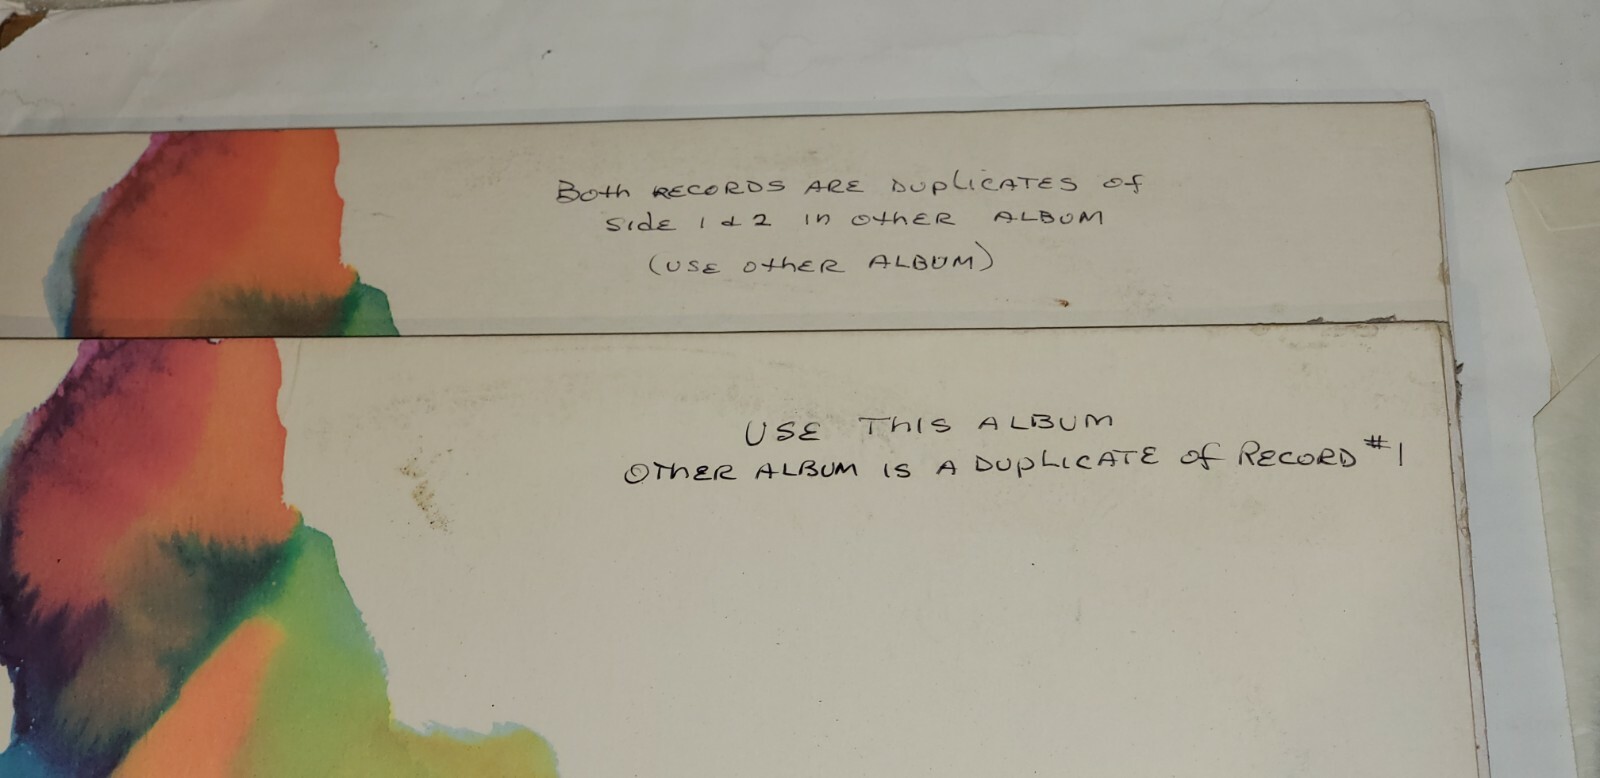 Both RECORDS ARE DUPLICATES of
SIDE 1 & 2 in other ALBUM
(USE other ALBUM)
USE THIS ALBUM
OTHER ALBUM IS A DUPLICATE of RECORD #1